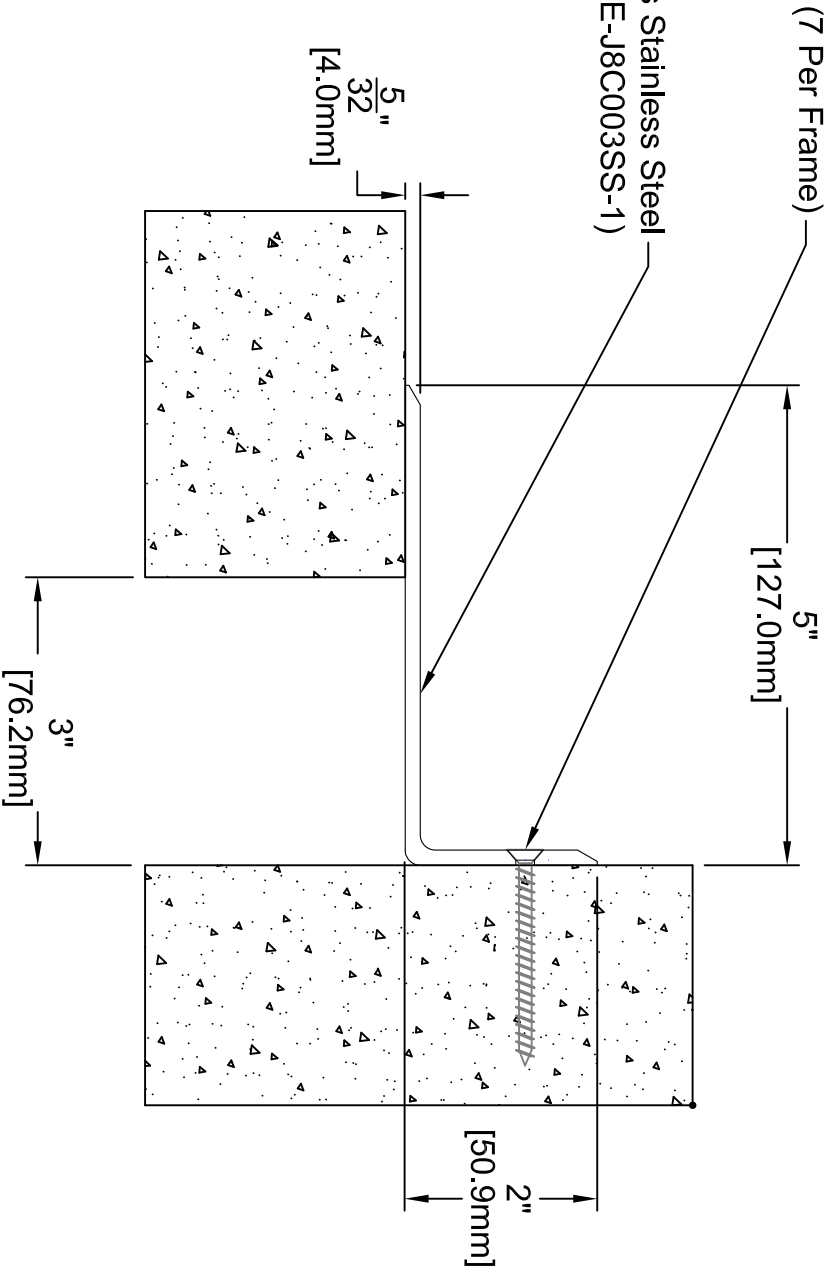 (7 Per Frame)
Stainless Steel
E-J8C003SS-1)
5"
[127.0mm]
5"
32
[4.0mm]
3"
[76.2mm]
2"
[50.9mm]